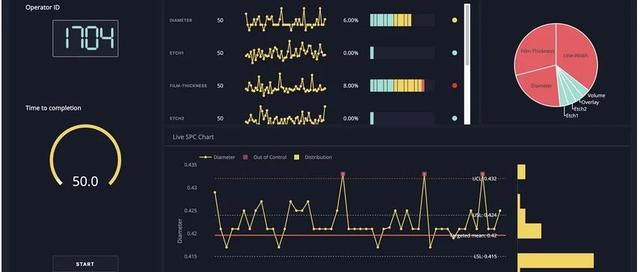 Operator ID
1704
Time to completion
50.0
START
DIAMETER 50 6.00%
ETCH1 50 0.00%
FILM-THICKNESS 50 8.00%
ETCH2 50 0.00%
Film Thickness
Line-Width
Diameter
Volume
Overlay
Etch2
Etch1
Live SPC Chart
Diameter Out of Control Distribution
Diameter
0.435
0.43
0.425
0.42
0.415
UCL: 0.432
USL: 0.424
Targeted mean: 0.42
LSL: 0.415